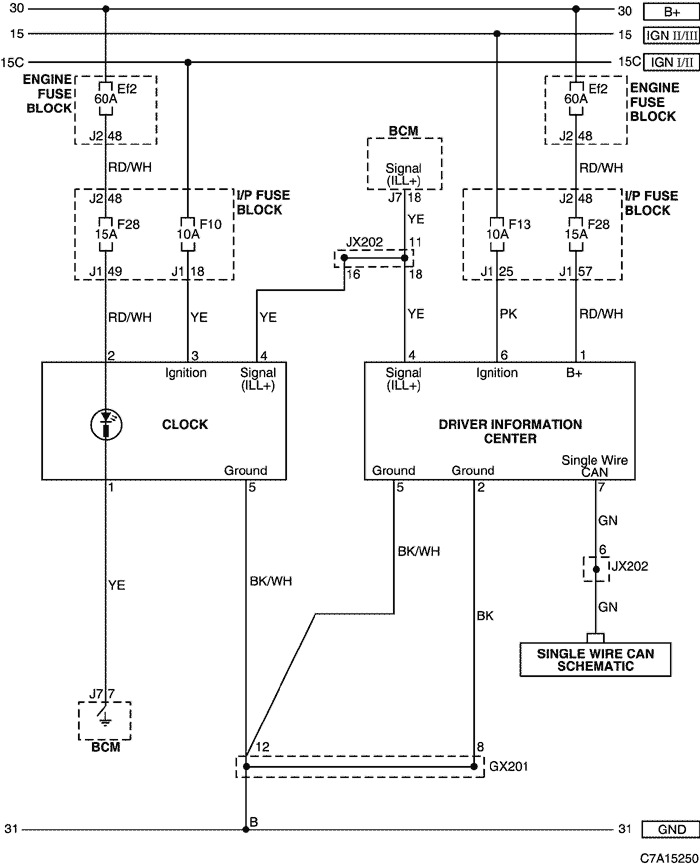 30 30 B+
15 15 IGN II/III
15C 15C IGN I/II
ENGINE FUSE BLOCK
Ef2
60A
J2 48
RD/WH
Ef2
60A
J2 48
ENGINE FUSE BLOCK
RD/WH
BCM
Signal
(ILL+)
J7 18
YE
J2 48
F28
15A
J1 49
F10
10A
J1 18
I/P FUSE
BLOCK
F13
10A
J1 25
J2 48
F28
15A
J1 57
I/P FUSE
BLOCK
JX202
11
16
18
RD/WH
YE
YE
YE
PK
RD/WH
2
3
4
4
6
1
Ignition
Signal
(ILL+)
CLOCK
Ground
1
5
Signal
(ILL+)
Ignition
B+
DRIVER INFORMATION
CENTER
Single Wire
CAN
Ground
Ground
5
2
7
GN
6
JX202
GN
SINGLE WIRE CAN
SCHEMATIC
YE
BK/WH
BK/WH
BK
J7 7
BCM
12
8
GX201
B
31 31 GND
C7A15250